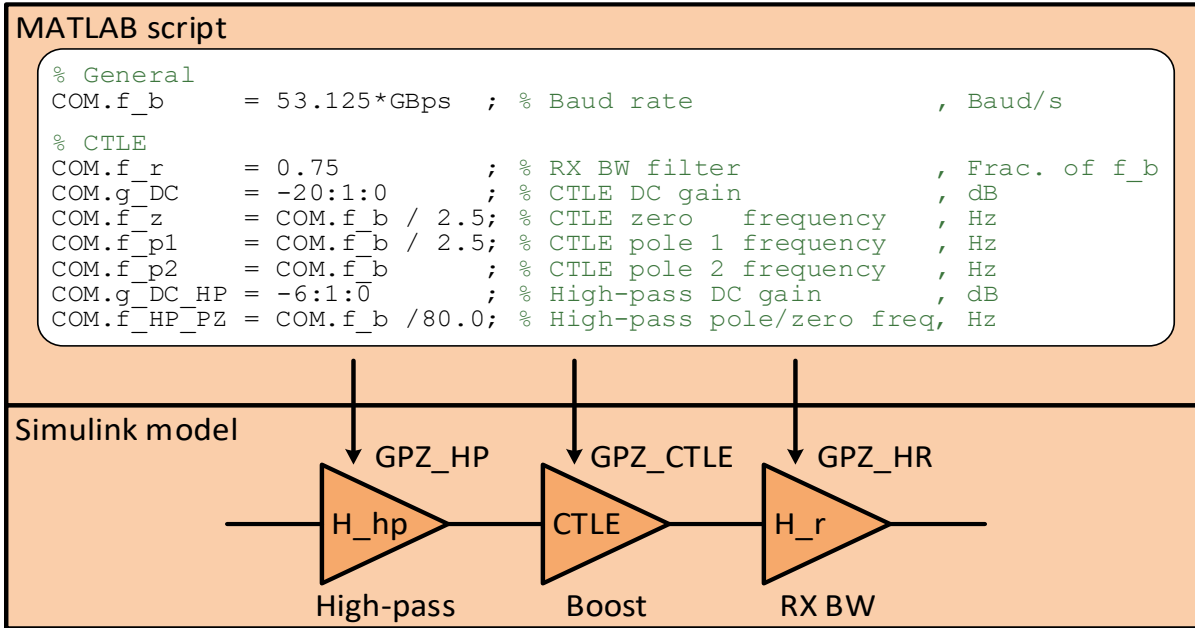 MATLAB script
% General
COM.f_b      = 53.125*GBps  ; % Baud rate               , Baud/s
% CTLE
COM.f_r      = 0.75         ; % RX BW filter            , Frac. of f_b
COM.g_DC     = -20:1:0      ; % CTLE DC gain            , dB
COM.f_z      = COM.f_b / 2.5; % CTLE zero   frequency   , Hz
COM.f_p1     = COM.f_b / 2.5; % CTLE pole 1 frequency   , Hz
COM.f_p2     = COM.f_b      ; % CTLE pole 2 frequency   , Hz
COM.g_DC_HP = -6:1:0       ; % High-pass DC gain       , dB
COM.f_HP_PZ = COM.f_b /80.0; % High-pass pole/zero freq, Hz
Simulink model
GPZ_HP GPZ_CTLE GPZ_HR
H_hp CTLE H_r
High-pass Boost RX BW